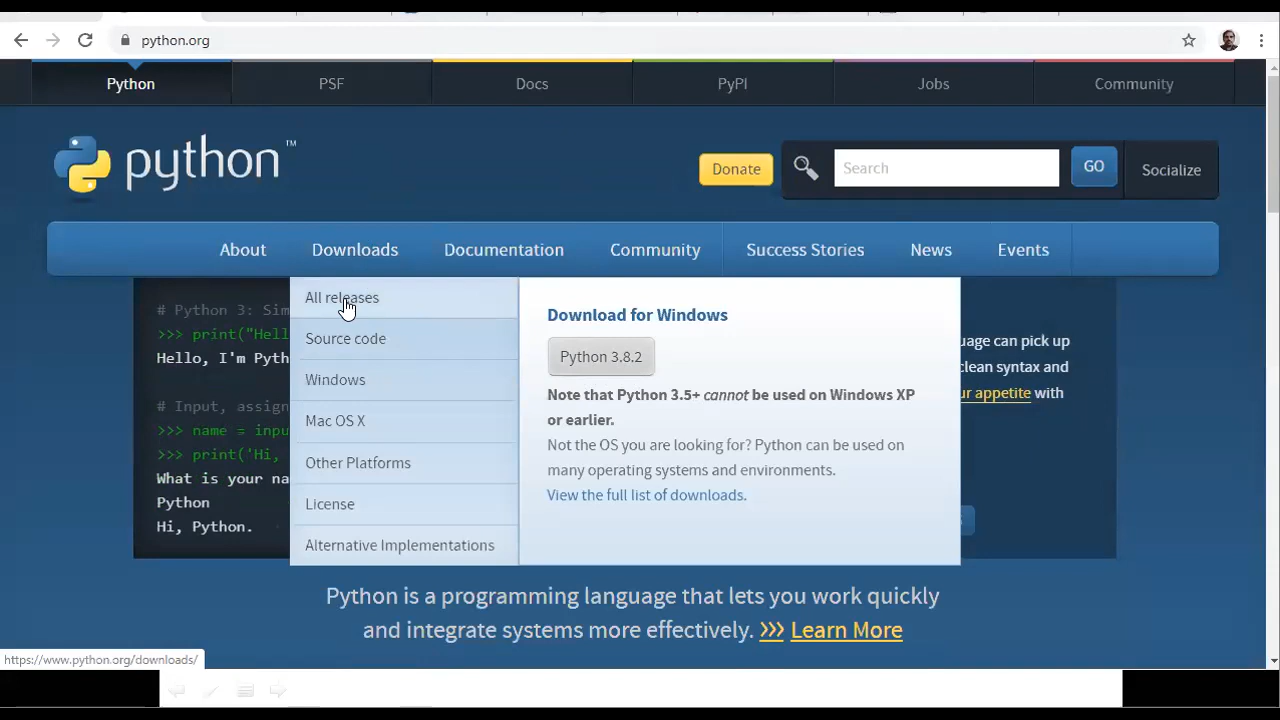 python.org
Python PSF Docs PyPI Jobs Community
python™
Donate Search GO Socialize
About Downloads Documentation Community Success Stories News Events
All releases
Source code
Windows
Mac OS X
Other Platforms
License
Alternative Implementations
Download for Windows
Python 3.8.2
Note that Python 3.5+ cannot be used on Windows XP
or earlier.
Not the OS you are looking for? Python can be used on
many operating systems and environments.
View the full list of downloads.
# Python 3: Si
>>> print("Hell
Hello, I'm Pyth
# Input, assign
>>> name = inpu
>>> print('Hi,
What is your na
Python
Hi, Python.
uage can pick up
clean syntax and
ur appetite with
Python is a programming language that lets you work quickly
and integrate systems more effectively. >>> Learn More
https://www.python.org/downloads/